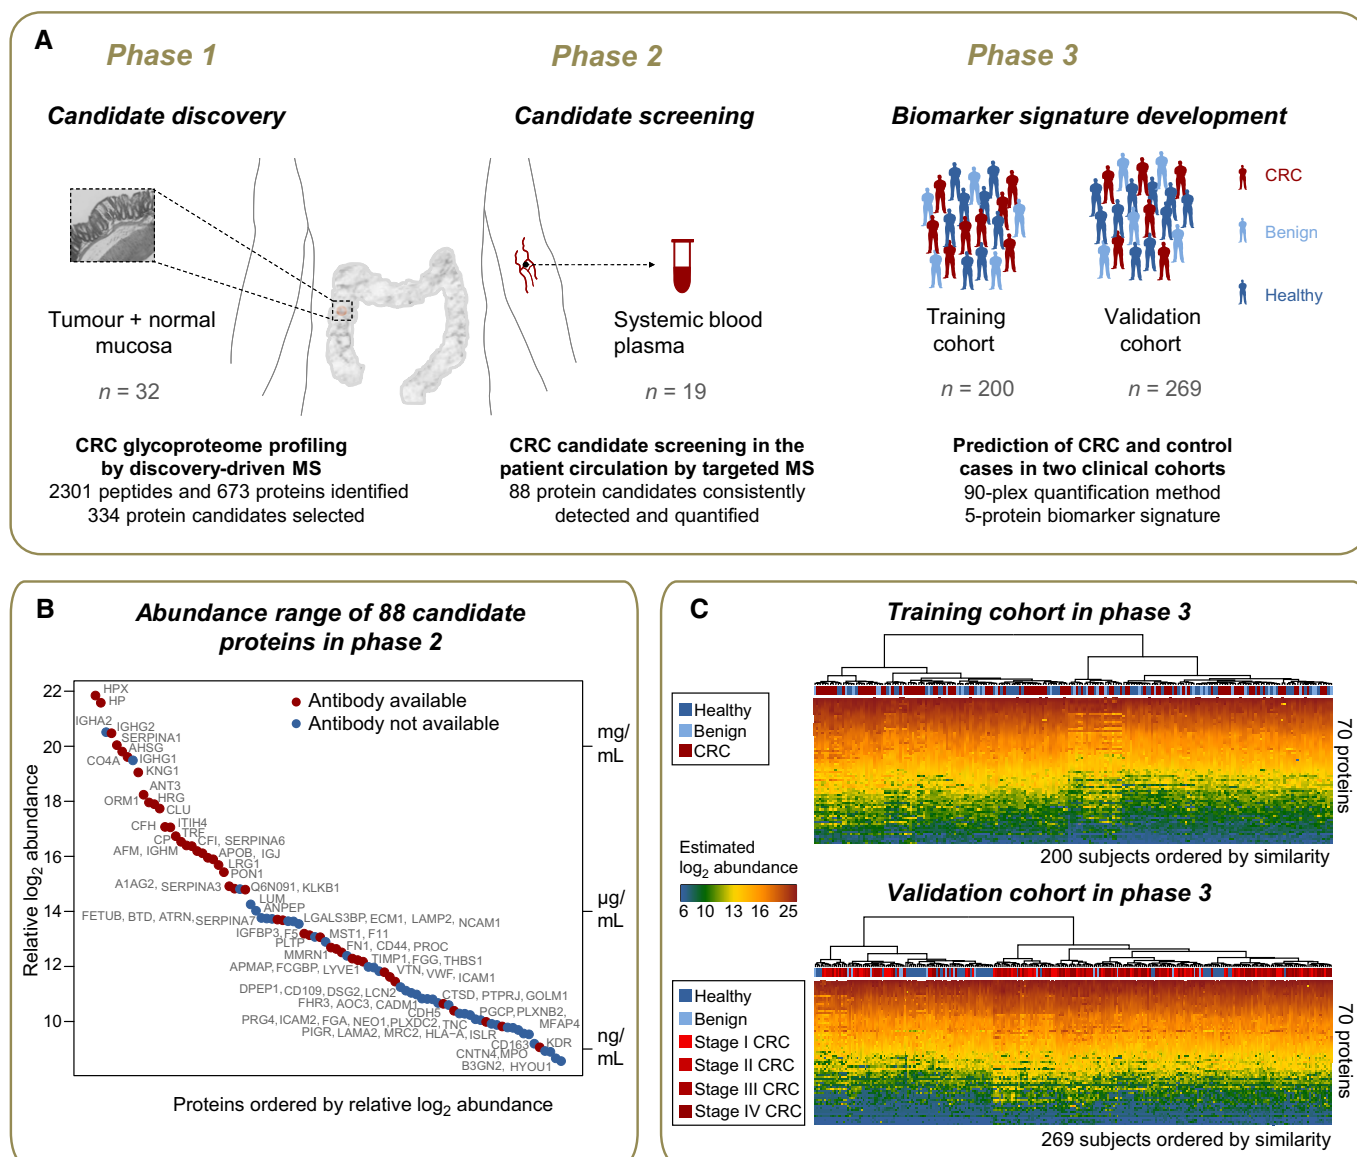 A
Phase 1
Phase 2
Phase 3
Candidate discovery
Candidate screening
Biomarker signature development
CRC
Benign
Healthy
Tumour + normal
mucosa
n = 32
Systemic blood
plasma
n = 19
Training
cohort
n = 200
Validation
cohort
n = 269
CRC glycoproteome profiling
by discovery-driven MS
2301 peptides and 673 proteins identified
334 protein candidates selected
CRC candidate screening in the
patient circulation by targeted MS
88 protein candidates consistently
detected and quantified
Prediction of CRC and control
cases in two clinical cohorts
90-plex quantification method
5-protein biomarker signature
B
Abundance range of 88 candidate
proteins in phase 2
Antibody available
Antibody not available
Relative log2 abundance
22
20
18
16
14
12
10
mg/
mL
µg/
mL
ng/
mL
HPX
HP
IGHA2
IGHG2
SERPINA1
AHSG
CO4A
IGHG1
KNG1
ANT3
ORM1
HRG
CLU
CFH
ITIH4
TRF
CP
CFI, SERPINA6
AFM, IGHM
APOB, IGJ
LRG1
PON1
A1AG2, SERPINA3
Q6N091, KLKB1
LUM
ANPEP
FETUB, BTD, ATRN, SERPINA7
LGALS3BP, ECM1, LAMP2, NCAM1
IGFBP3, F5
MST1, F11
PLTP
FN1, CD44, PROC
MMRN1
TIMP1, FGG, THBS1
APMAP, FCGBP, LYVE1
VTN, VWF, ICAM1
DPEP1, CD109, DSG2, LCN2
CTSD, PTPRJ, GOLM1
FHR3, AOC3, CADM1
CDH5
PGCP, PLXNB2,
MFAP4
PRG4, ICAM2, FGA, NEO1, PLXDC2, TNC
PIGR, LAMA2, MRC2, HLA-A, ISLR
CD163
KDR
CNTN4, MPO
B3GN2, HYOU1
Proteins ordered by relative log2 abundance
C
Training cohort in phase 3
Healthy
Benign
CRC
70 proteins
Estimated
log2 abundance
6 10 13 16 25
200 subjects ordered by similarity
Validation cohort in phase 3
Healthy
Benign
Stage I CRC
Stage II CRC
Stage III CRC
Stage IV CRC
70 proteins
269 subjects ordered by similarity